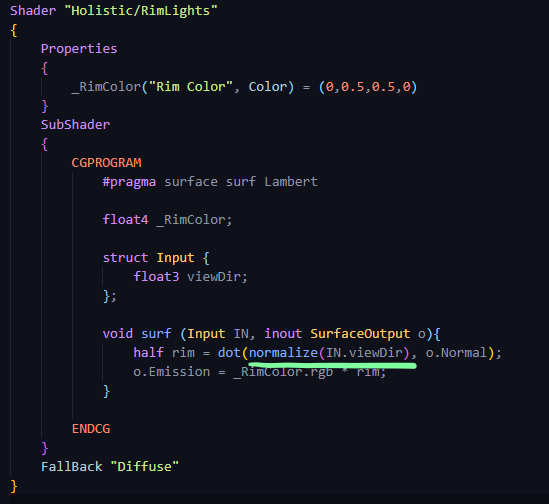 Shader "Holistic/RimLights"
{
Properties
{
_RimColor("Rim Color", Color) = (0,0.5,0.5,0)
}
SubShader
{
CGPROGRAM
#pragma surface surf Lambert
float4 _RimColor;
struct Input {
float3 viewDir;
};
void surf (Input IN, inout SurfaceOutput o){
half rim = dot(normalize(IN.viewDir), o.Normal);
o.Emission = _RimColor.rgb * rim;
}
ENDCG
}
FallBack "Diffuse"
}